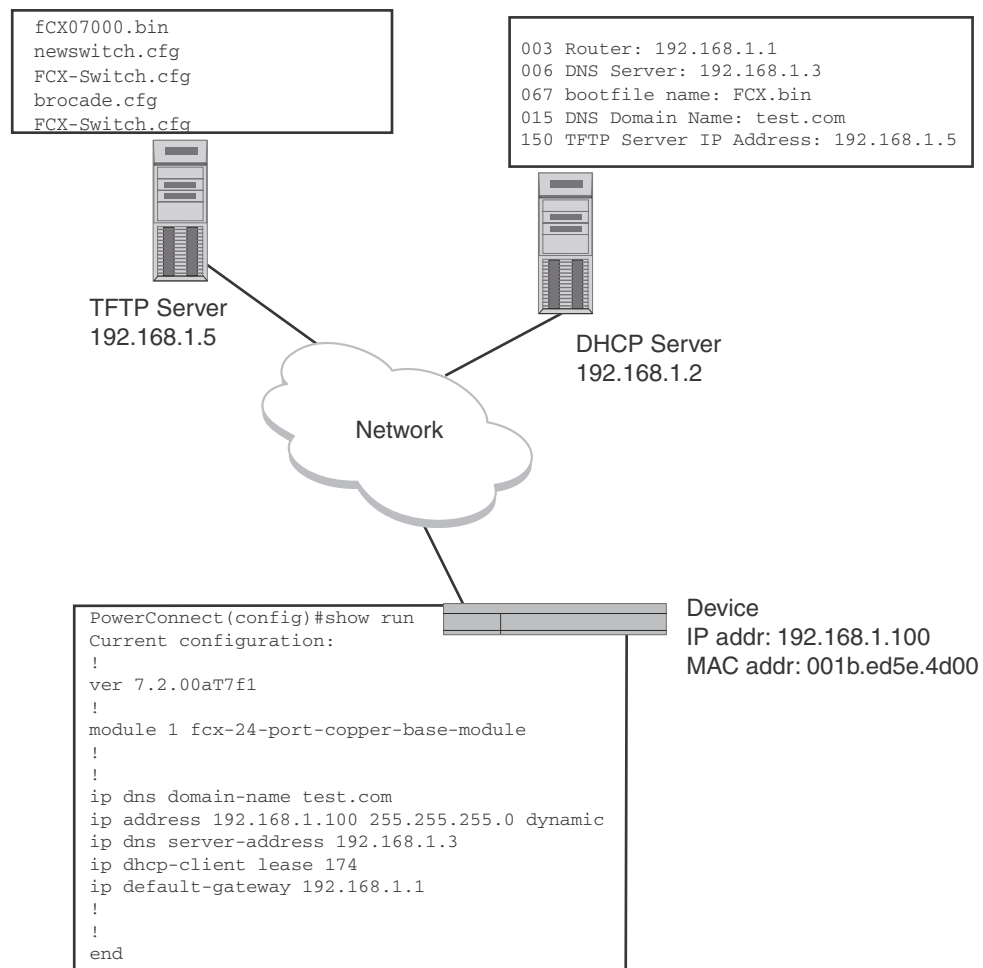 fCX07000.bin
newswitch.cfg
FCX-Switch.cfg
brocade.cfg
FCX-Switch.cfg
003 Router: 192.168.1.1
006 DNS Server: 192.168.1.3
067 bootfile name: FCX.bin
015 DNS Domain Name: test.com
150 TFTP Server IP Address: 192.168.1.5
TFTP Server
192.168.1.5
DHCP Server
192.168.1.2
Network
PowerConnect(config)#show run
Current configuration:
!
ver 7.2.00aT7f1
!
module 1 fcx-24-port-copper-base-module
!
!
ip dns domain-name test.com
ip address 192.168.1.100 255.255.255.0 dynamic
ip dns server-address 192.168.1.3
ip dhcp-client lease 174
ip default-gateway 192.168.1.1
!
!
end
Device
IP addr: 192.168.1.100
MAC addr: 001b.ed5e.4d00